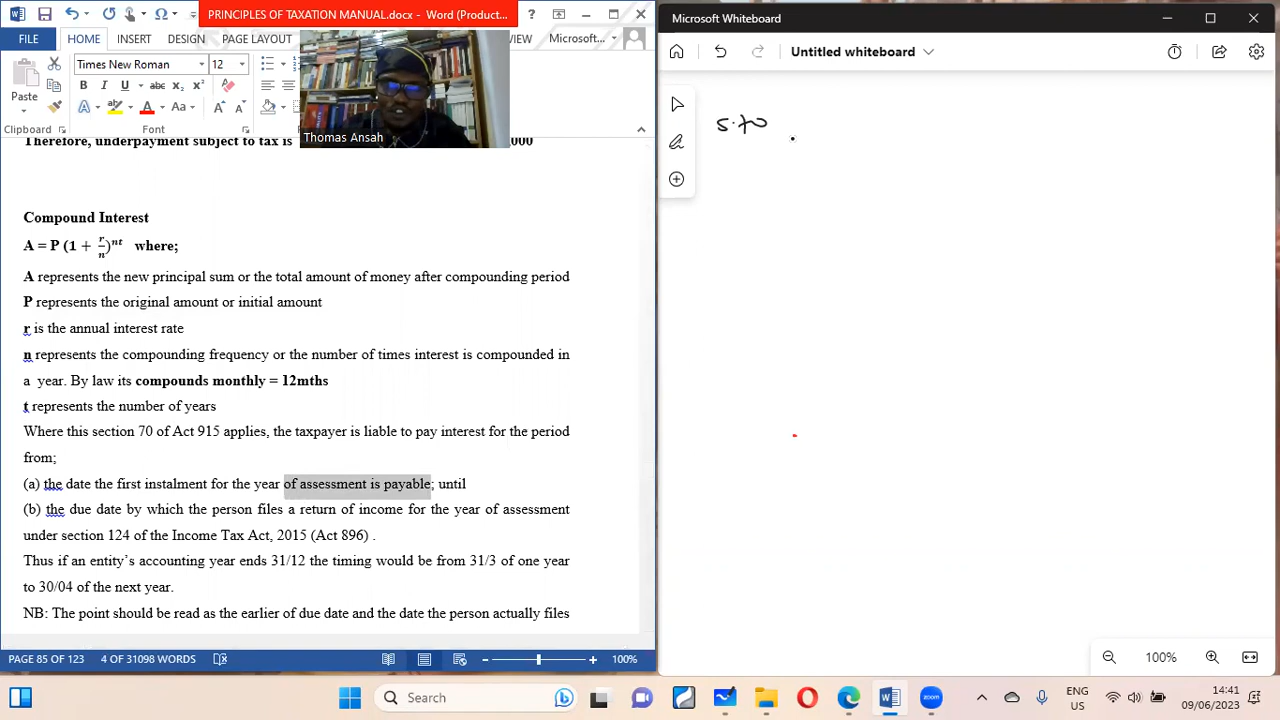 PRINCIPLES OF TAXATION MANUAL.docx - Word (Product...
Microsoft Whiteboard
FILE HOME INSERT DESIGN PAGE LAYOUT VIEW Microsoft...
Untitled whiteboard
Times New Roman 12
Paste
B I U abc x₂ x²
A A Aa A A
Clipboard Font
Thomas Ansah
s.70
Therefore, underpayment subject to tax is 000
Compound Interest
A = P (1 + r/n)^nt where;
A represents the new principal sum or the total amount of money after compounding period
P represents the original amount or initial amount
r is the annual interest rate
n represents the compounding frequency or the number of times interest is compounded in
a year. By law its compounds monthly = 12mths
t represents the number of years
Where this section 70 of Act 915 applies, the taxpayer is liable to pay interest for the period
from;
(a) the date the first instalment for the year of assessment is payable; until
(b) the due date by which the person files a return of income for the year of assessment
under section 124 of the Income Tax Act, 2015 (Act 896) .
Thus if an entity's accounting year ends 31/12 the timing would be from 31/3 of one year
to 30/04 of the next year.
NB: The point should be read as the earlier of due date and the date the person actually files
PAGE 85 OF 123 4 OF 31098 WORDS 100%
100%
Search
ENG
UK
14:41
09/06/2023